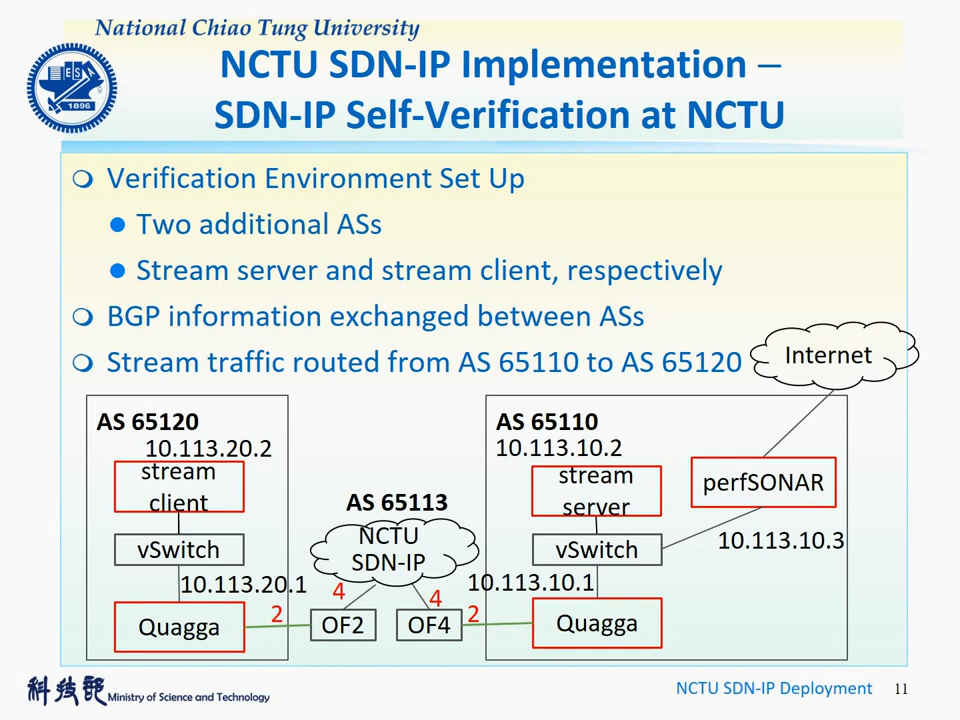 National Chiao Tung University
NCTU SDN-IP Implementation –
SDN-IP Self-Verification at NCTU
Verification Environment Set Up
Two additional ASs
Stream server and stream client, respectively
BGP information exchanged between ASs
Stream traffic routed from AS 65110 to AS 65120
Internet
AS 65120
10.113.20.2
stream
client
vSwitch
10.113.20.1
Quagga
2
AS 65113
NCTU
SDN-IP
4
4
OF2
OF4
2
AS 65110
10.113.10.2
stream
server
perfSONAR
vSwitch
10.113.10.3
10.113.10.1
Quagga
1896
科技部 Ministry of Science and Technology
NCTU SDN-IP Deployment 11